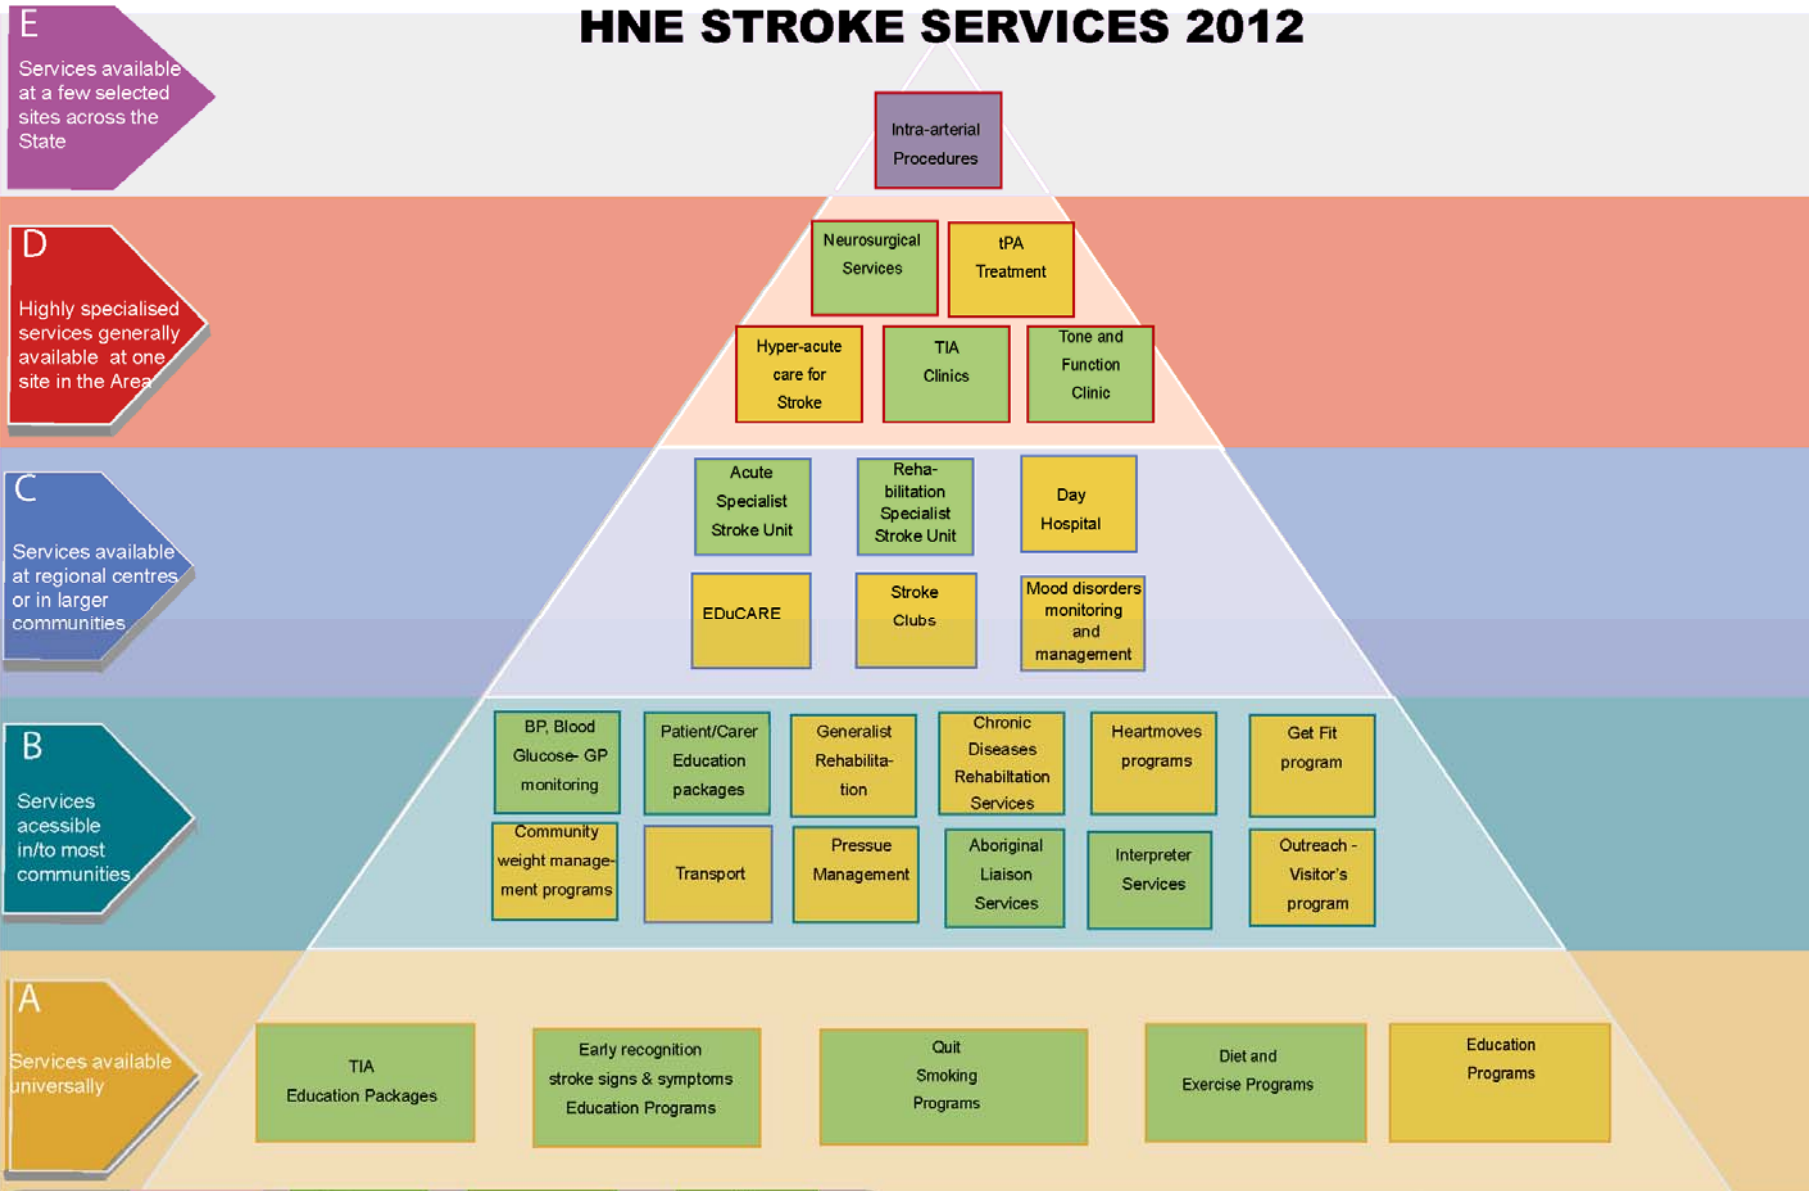 HNE STROKE SERVICES 2012
E
Services available
at a few selected
sites across the
State
Intra-arterial
Procedures
D
Highly specialised
services generally
available at one
site in the Area
Neurosurgical
Services
tPA
Treatment
Hyper-acute
care for
Stroke
TIA
Clinics
Tone and
Function
Clinic
C
Services available
at regional centres
or in larger
communities
Acute
Specialist
Stroke Unit
Reha-
bilitation
Specialist
Stroke Unit
Day
Hospital
EDuCARE
Stroke
Clubs
Mood disorders
monitoring
and
management
B
Services
acessible
in/to most
communities
BP, Blood
Glucose- GP
monitoring
Patient/Carer
Education
packages
Generalist
Rehabilita-
tion
Chronic
Diseases
Rehabiltation
Services
Heartmoves
programs
Get Fit
program
Community
weight manage-
ment programs
Transport
Pressue
Management
Aboriginal
Liaison
Services
Interpreter
Services
Outreach -
Visitor's
program
A
Services available
universally
TIA
Education Packages
Early recognition
stroke signs & symptoms
Education Programs
Quit
Smoking
Programs
Diet and
Exercise Programs
Education
Programs